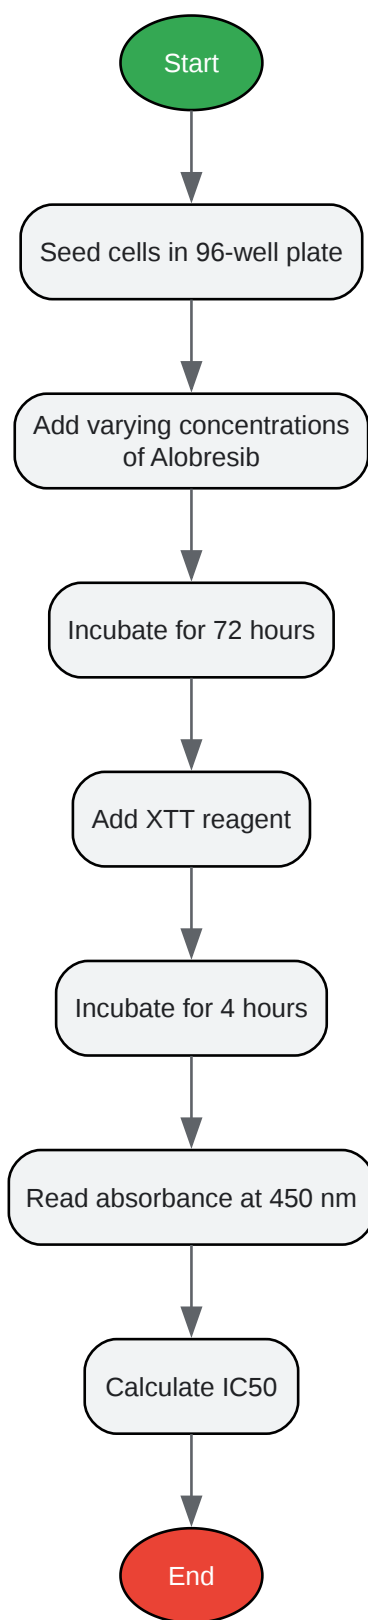 Start
Seed cells in 96-well plate
Add varying concentrations
of Alobresib
Incubate for 72 hours
Add XTT reagent
Incubate for 4 hours
Read absorbance at 450 nm
Calculate IC50
End